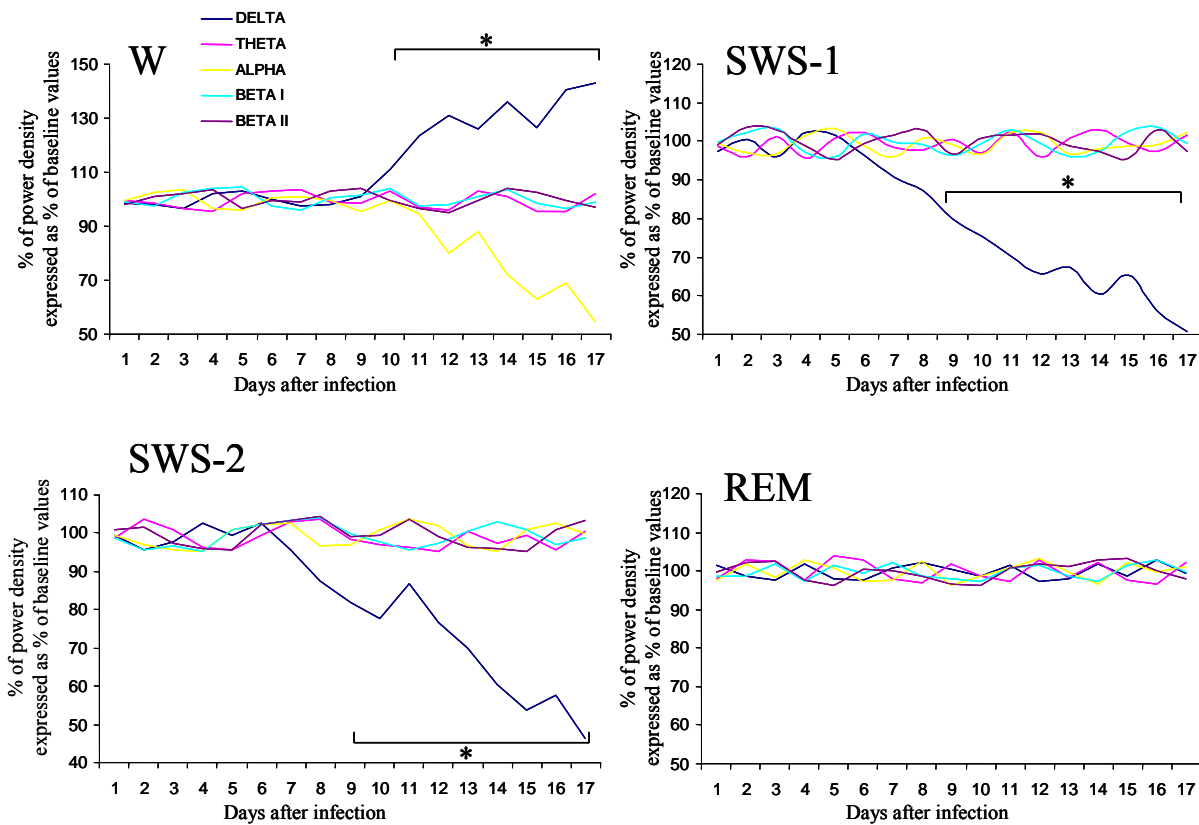 DELTA
THETA
ALPHA
BETA I
BETA II
W
*
% of power density
expressed as % of baseline values
150
130
110
90
70
50
1 2 3 4 5 6 7 8 9 10 11 12 13 14 15 16 17
Days after infection
SWS-1
*
% of power density
expressed as % of baseline values
120
110
100
90
80
70
60
50
1 2 3 4 5 6 7 8 9 10 11 12 13 14 15 16 17
Days after infection
SWS-2
*
% of power density
expressed as % of baseline values
110
100
90
80
70
60
50
40
1 2 3 4 5 6 7 8 9 10 11 12 13 14 15 16 17
Days after infection
REM
% of power density
expressed as % of baseline values
120
110
100
90
80
70
60
50
1 2 3 4 5 6 7 8 9 10 11 12 13 14 15 16 17
Days after infection